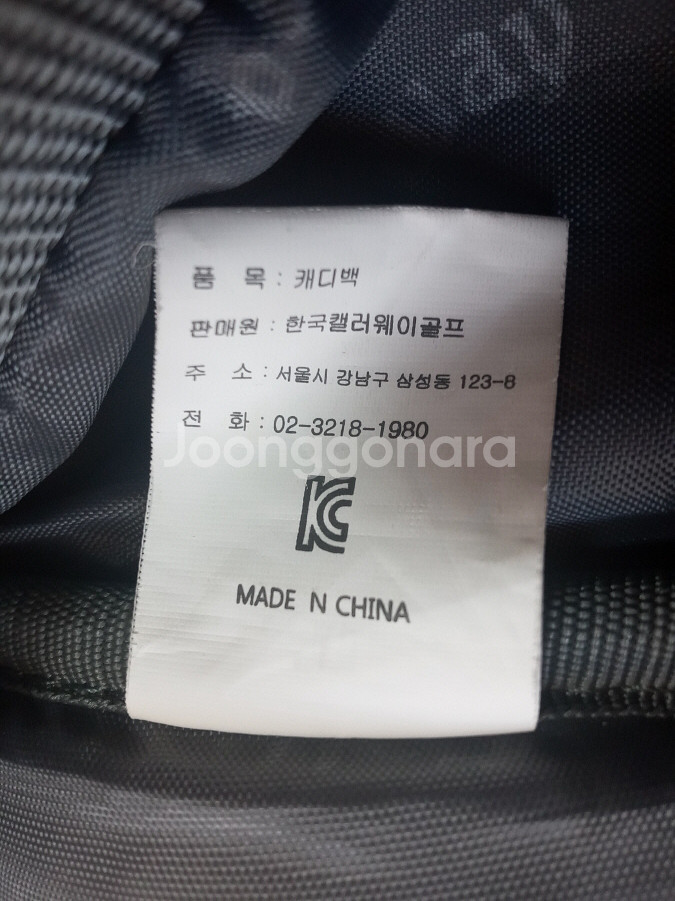 av
품 목 : 캐디백
판매원 : 한국캘러웨이골프
주 소 : 서울시 강남구 삼성동 123-8
전 화 : 02-3218-1980
Joonggonara
KC
MADE N CHINA